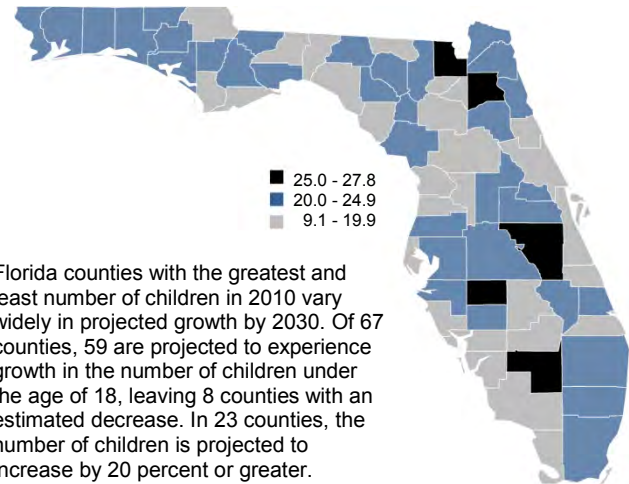 25.0 - 27.8
20.0 - 24.9
9.1 - 19.9
Florida counties with the greatest and
least number of children in 2010 vary
widely in projected growth by 2030. Of 67
counties, 59 are projected to experience
growth in the number of children under
the age of 18, leaving 8 counties with an
estimated decrease. In 23 counties, the
number of children is projected to
increase by 20 percent or greater.